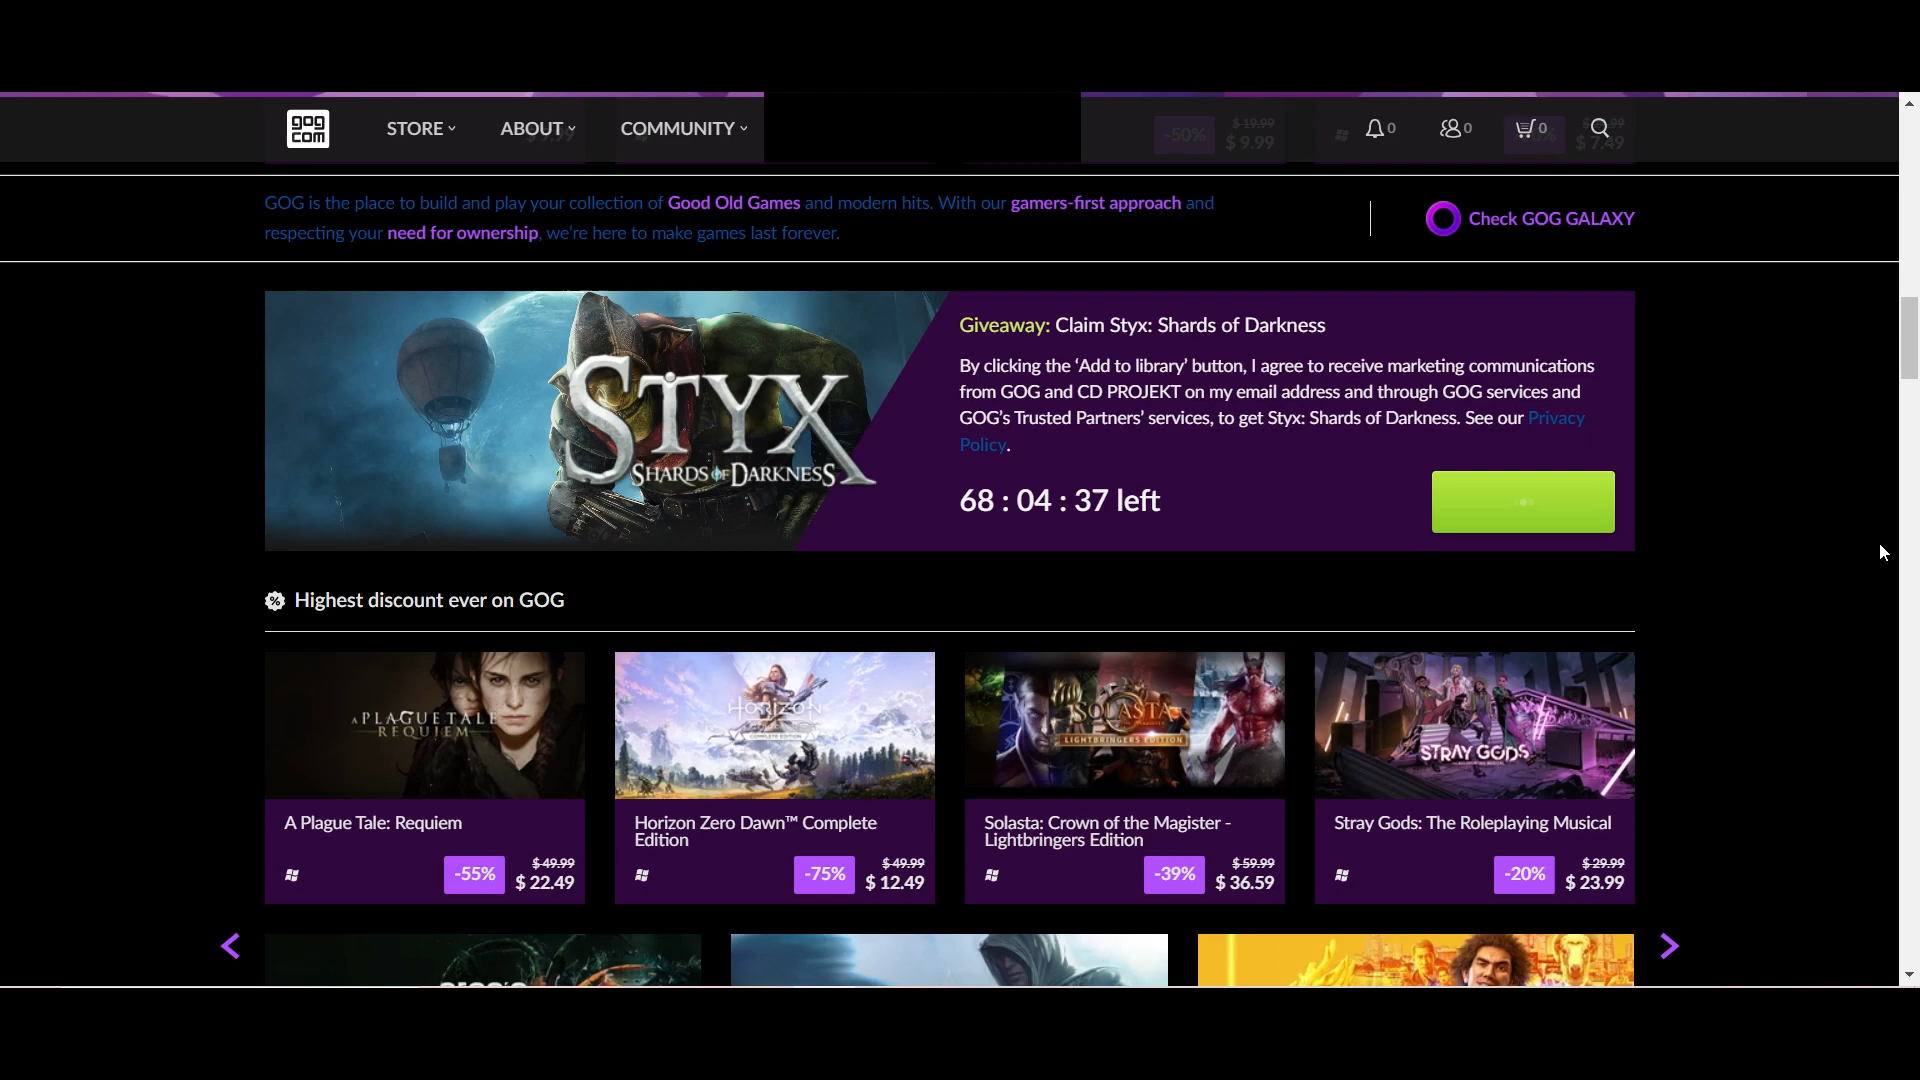 gog
com
STORE
ABOUT
COMMUNITY
-50%
$ 19.99
$ 9.99
0
0
0
$ 7.49
GOG is the place to build and play your collection of Good Old Games and modern hits. With our gamers-first approach and
respecting your need for ownership, we're here to make games last forever.
Check GOG GALAXY
STYX
SHARDS OF DARKNESS
Giveaway: Claim Styx: Shards of Darkness
By clicking the ‘Add to library’ button, I agree to receive marketing communications
from GOG and CD PROJEKT on my email address and through GOG services and
GOG’s Trusted Partners’ services, to get Styx: Shards of Darkness. See our Privacy
Policy.
68 : 04 : 37 left
Highest discount ever on GOG
A PLAGUE TALE
REQUIEM
HORIZON
COMPLETE EDITION
SOLASTA
LIGHTBRINGERS EDITION
STRAY GODS
A Plague Tale: Requiem
-55%
$ 49.99
$ 22.49
Horizon Zero Dawn™ Complete
Edition
-75%
$ 49.99
$ 12.49
Solasta: Crown of the Magister -
Lightbringers Edition
-39%
$ 59.99
$ 36.59
Stray Gods: The Roleplaying Musical
-20%
$ 29.99
$ 23.99